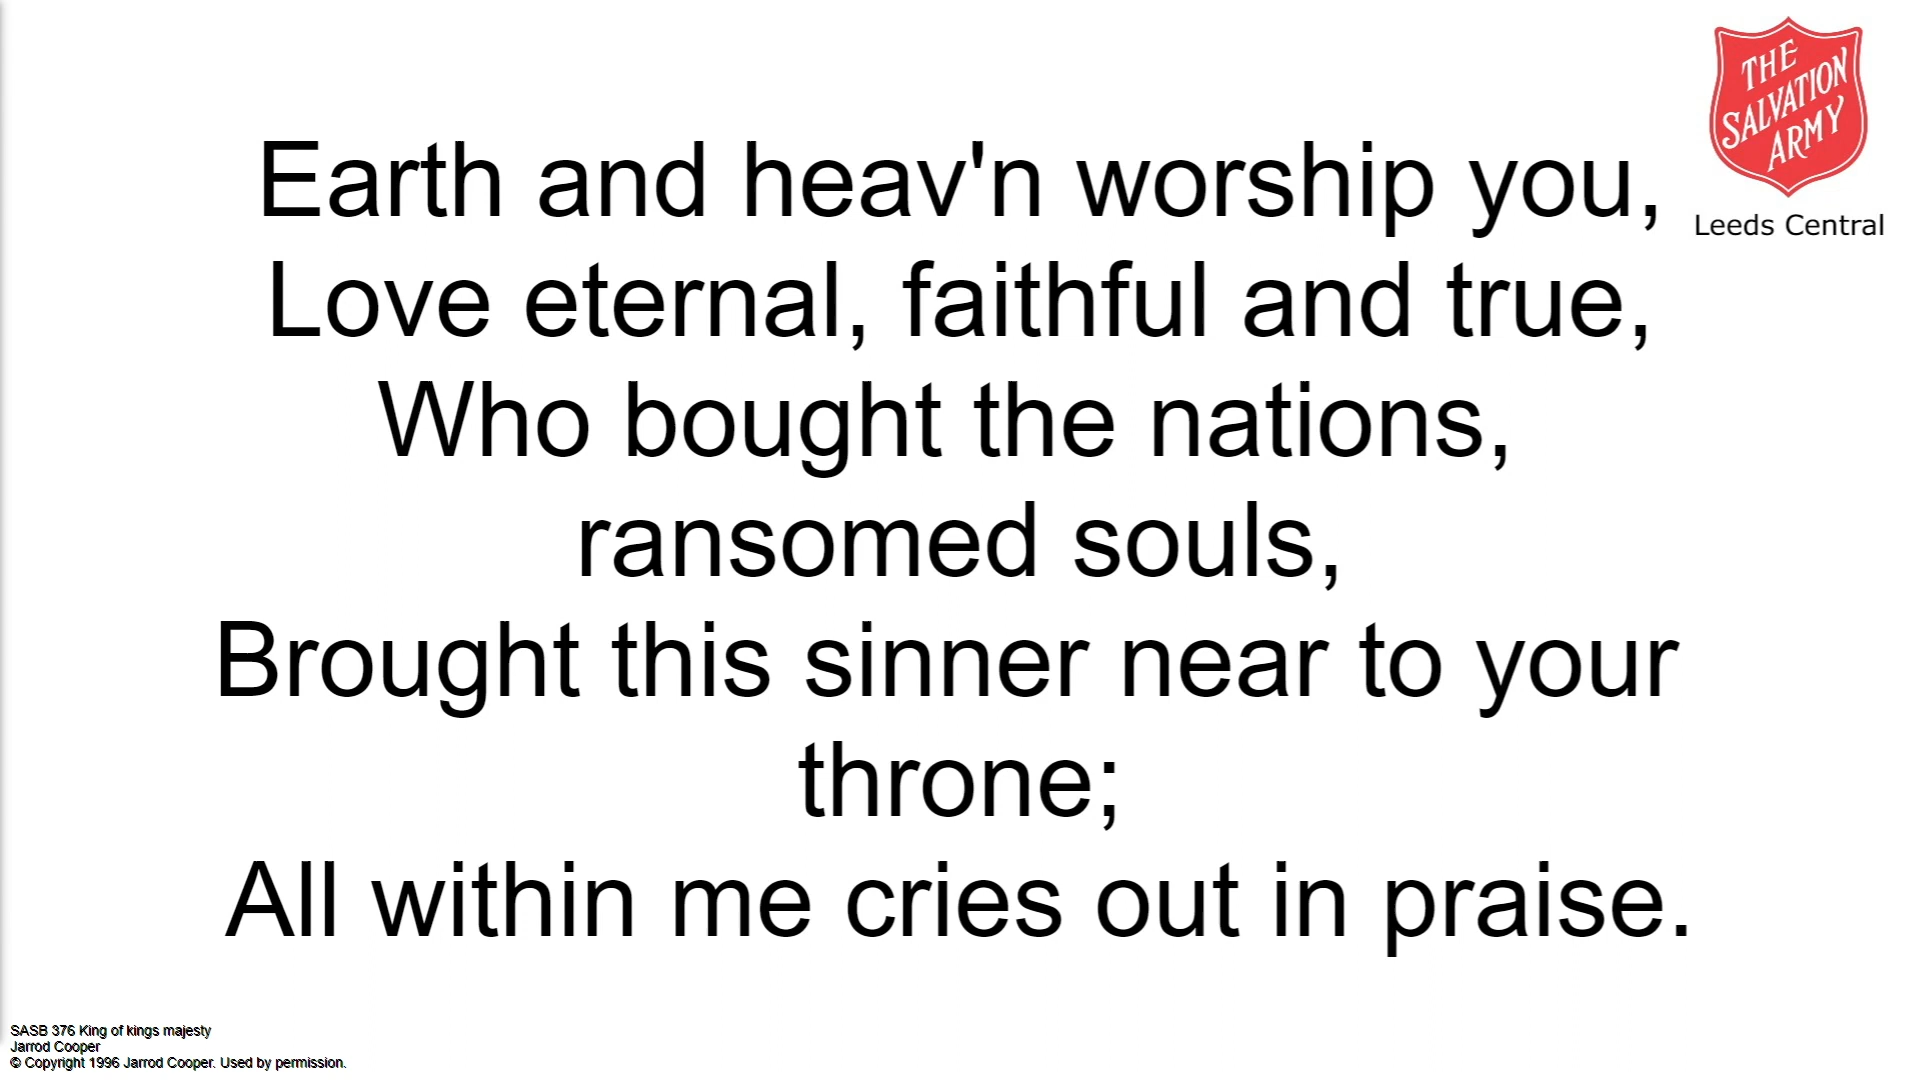 THE
SALVATION
ARMY
Leeds Central
Earth and heav'n worship you,
Love eternal, faithful and true,
Who bought the nations,
ransomed souls,
Brought this sinner near to your
throne;
All within me cries out in praise.
SASB 376 King of kings majesty
Jarrod Cooper
© Copyright 1996 Jarrod Cooper. Used by permission.